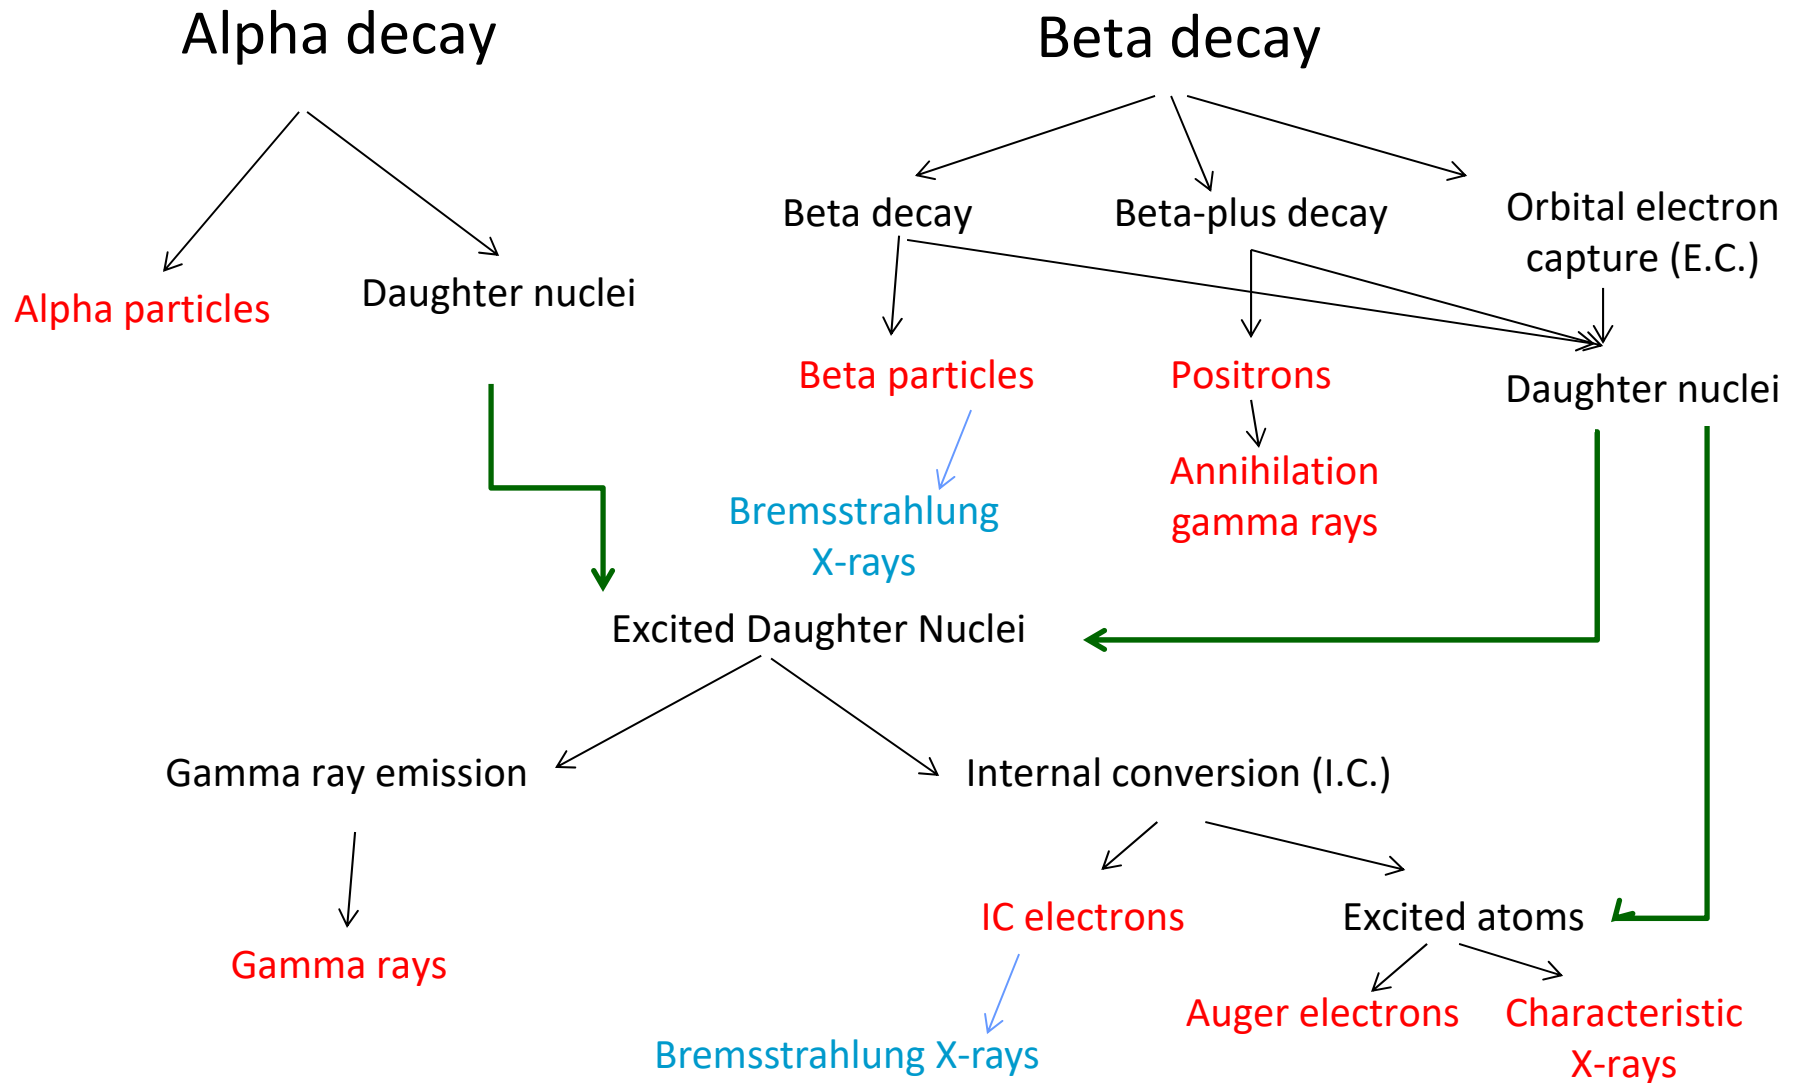 Alpha decay
Beta decay
Beta decay
Beta-plus decay
Orbital electron
capture (E.C.)
Alpha particles
Daughter nuclei
Beta particles
Positrons
Daughter nuclei
Annihilation
gamma rays
Bremsstrahlung
X-rays
Excited Daughter Nuclei
Gamma ray emission
Internal conversion (I.C.)
IC electrons
Excited atoms
Gamma rays
Auger electrons
Characteristic
X-rays
Bremsstrahlung X-rays